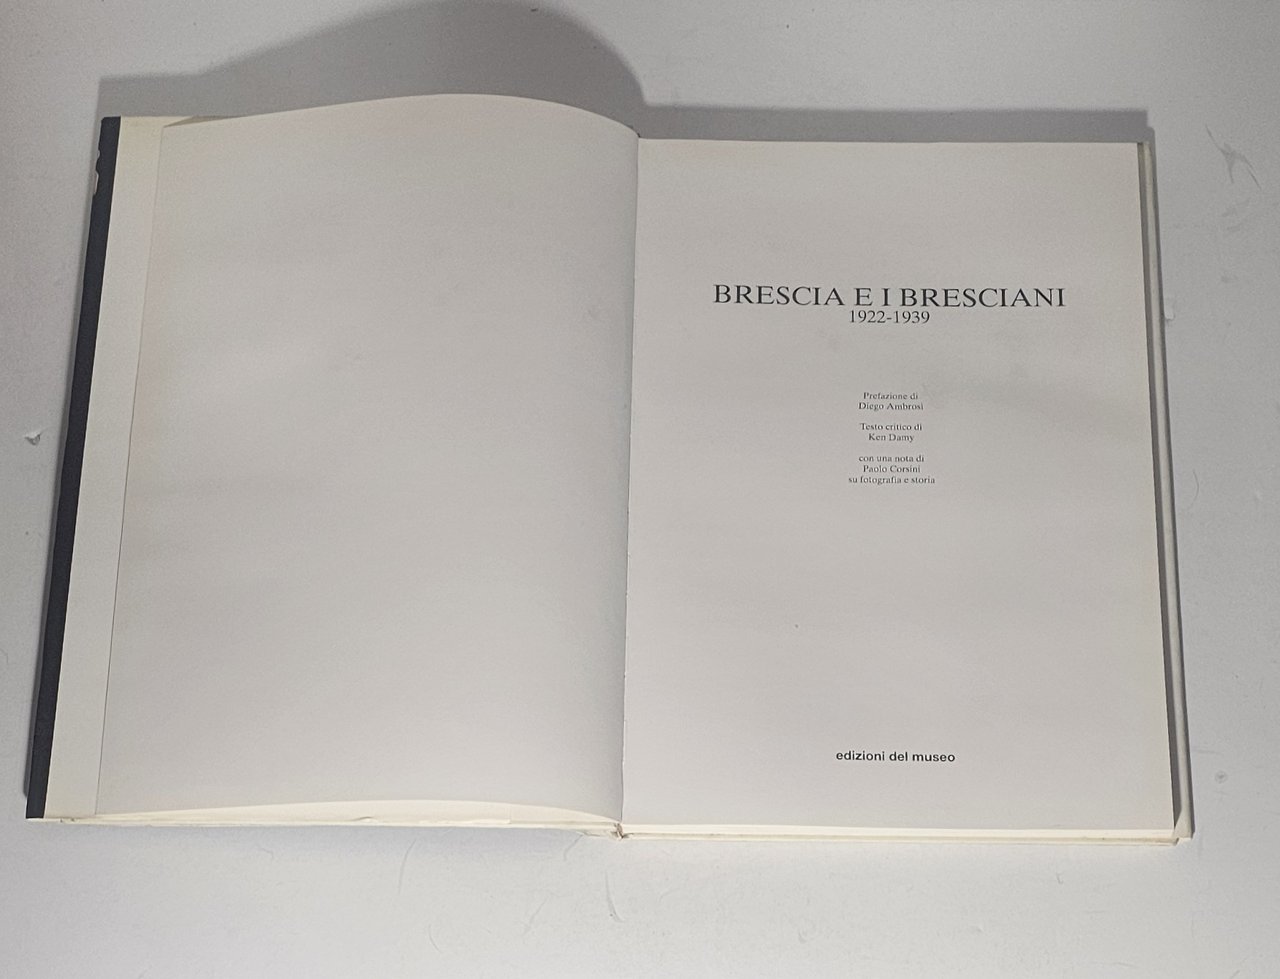 BRESCIA E I BRESCIANI
1922-1939
Prefazione di
Diego Ambrosi
Testo critico di
Ken Damy
con una nota di
Paolo Corsini
su fotografia e storia
edizioni del museo